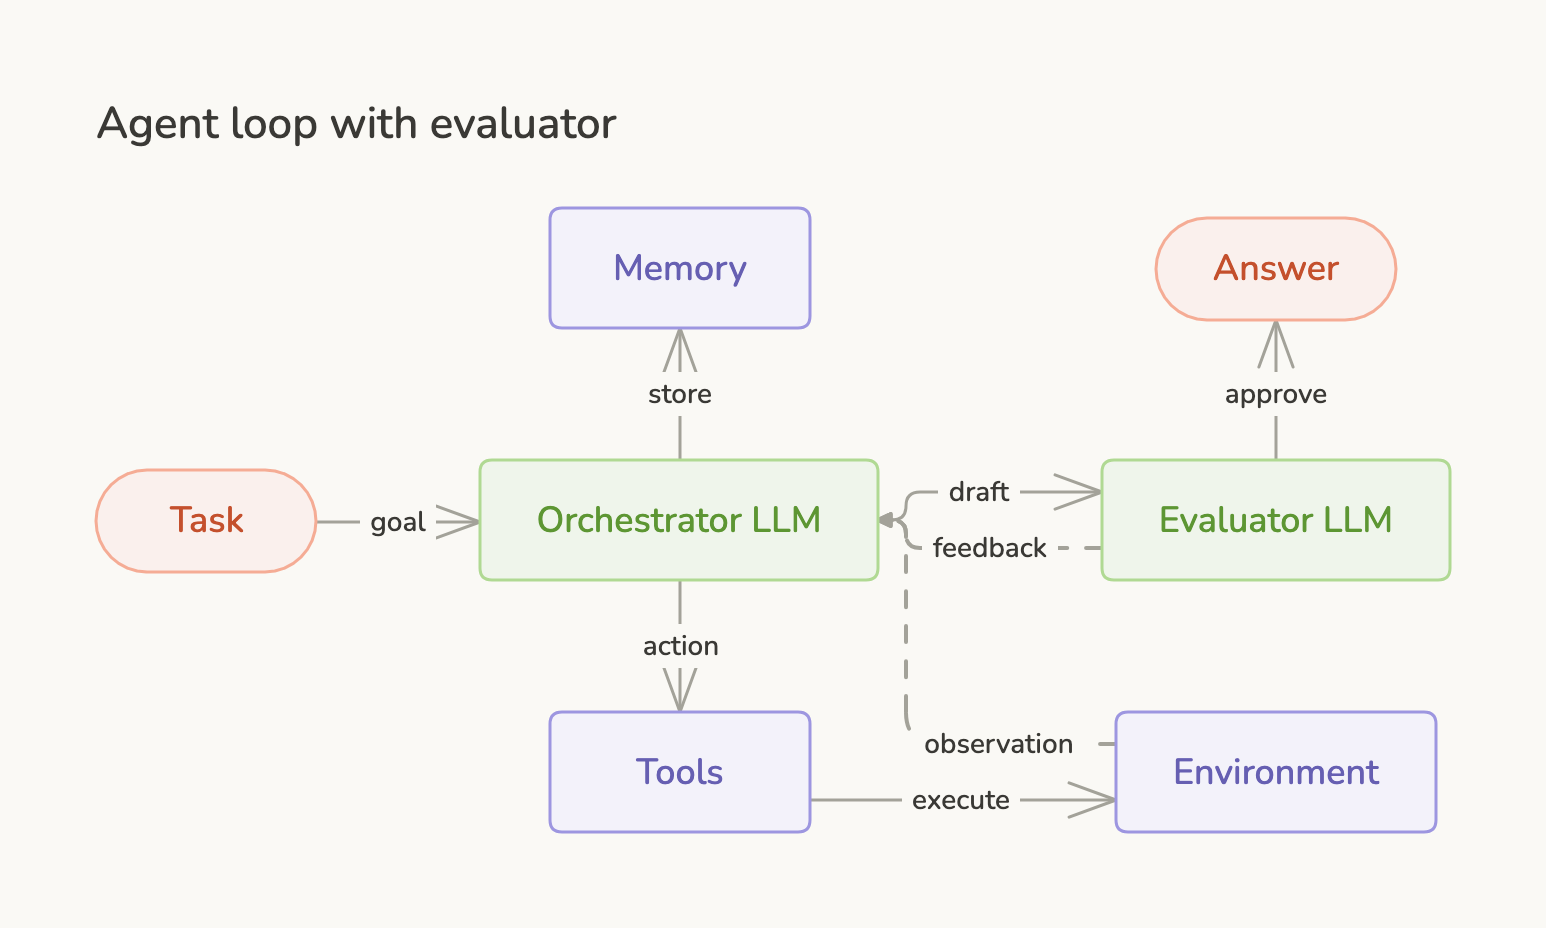 Agent loop with evaluator
Memory
Answer
store
approve
Task
goal
Orchestrator LLM
draft
feedback
Evaluator LLM
action
Tools
observation
execute
Environment